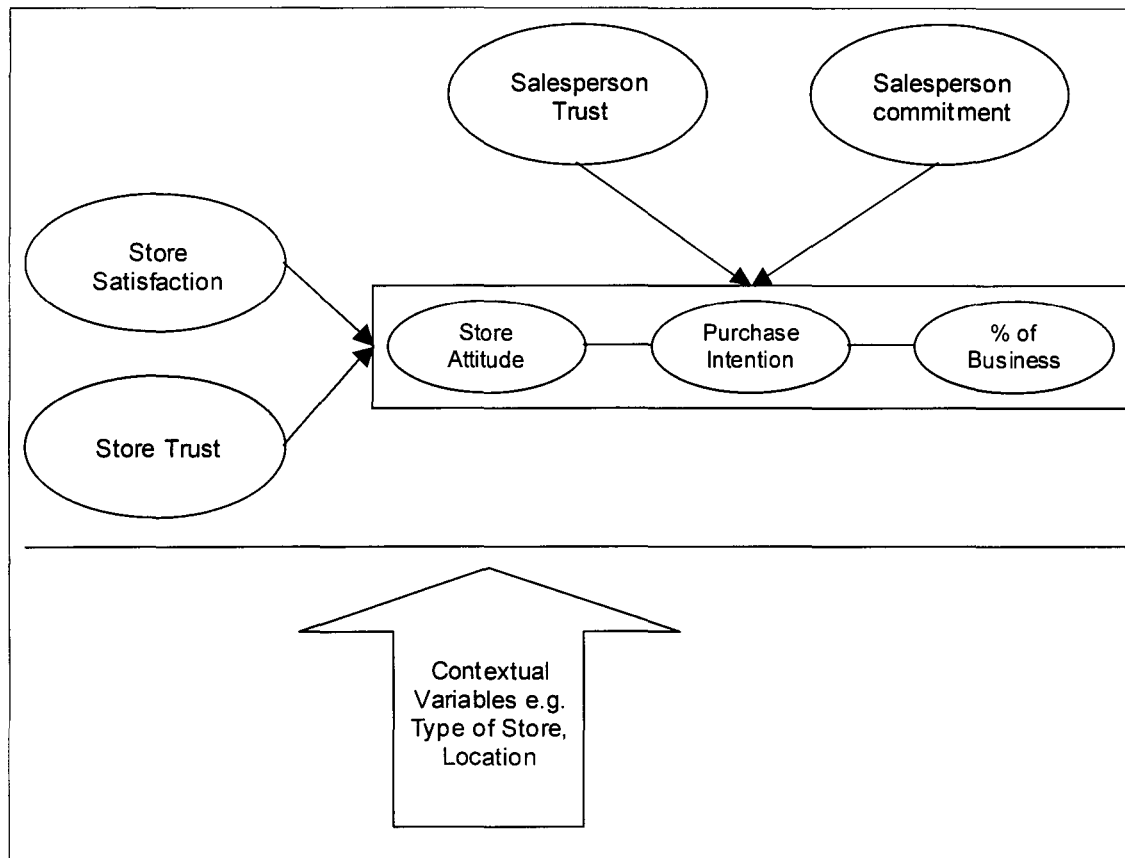 Salesperson
Trust
Salesperson
commitment
Store
Satisfaction
Store
Attitude
Purchase
Intention
% of
Business
Store Trust
Contextual
Variables e.g.
Type of Store,
Location